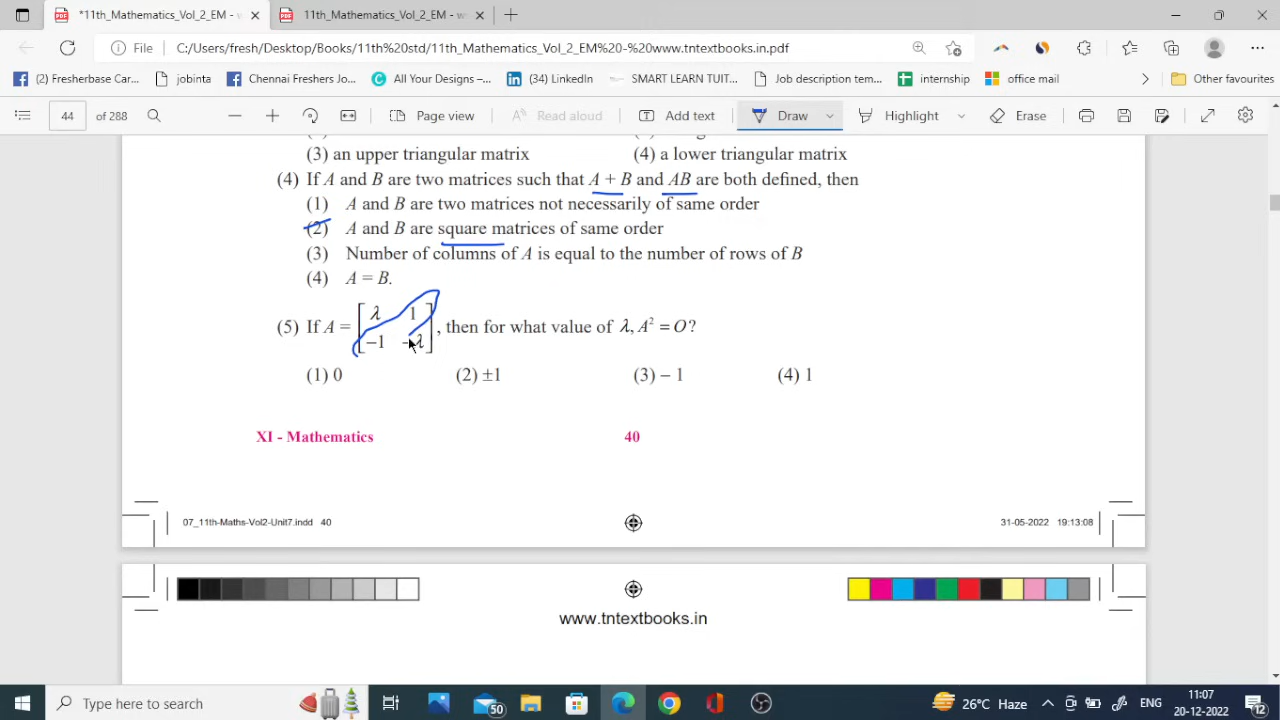 *11th_Mathematics_Vol_2_EM - w
11th_Mathematics_Vol_2_EM - w
File
C:/Users/fresh/Desktop/Books/11th%20std/11th_Mathematics_Vol_2_EM%20-%20www.tntextbooks.in.pdf
(2) Fresherbase Car...
jobinta
Chennai Freshers Jo...
All Your Designs –...
(34) LinkedIn
SMART LEARN TUIT...
Job description tem...
internship
office mail
Other favourites
44 of 288
Page view
Read aloud
Add text
Draw
Highlight
Erase
(3) an upper triangular matrix (4) a lower triangular matrix
(4) If A and B are two matrices such that A + B and AB are both defined, then
(1) A and B are two matrices not necessarily of same order
(2) A and B are square matrices of same order
(3) Number of columns of A is equal to the number of rows of B
(4) A = B.
λ 1
(5) If A = [ ], then for what value of λ, A² = O?
−1 −λ
(1) 0 (2) ±1 (3) − 1 (4) 1
XI - Mathematics 40
07_11th-Maths-Vol2-Unit7.indd 40 31-05-2022 19:13:08
www.tntextbooks.in
Type here to search
50
26°C Haze
ENG
11:07
20-12-2022
12